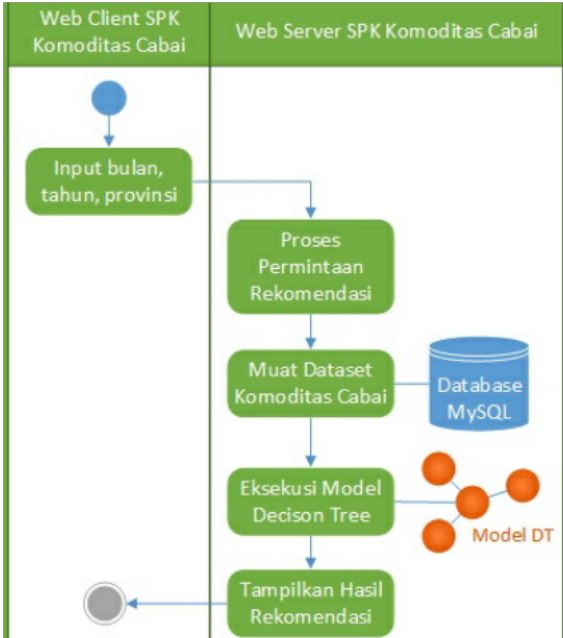 Web Client SPK
Komoditas Cabai
Web Server SPK Komoditas Cabai
Input bulan,
tahun, provinsi
Proses
Permintaan
Rekomendasi
Muat Dataset
Komoditas Cabai
Database
MySQL
Eksekusi Model
Decison Tree
Model DT
Tampilkan Hasil
Rekomendasi